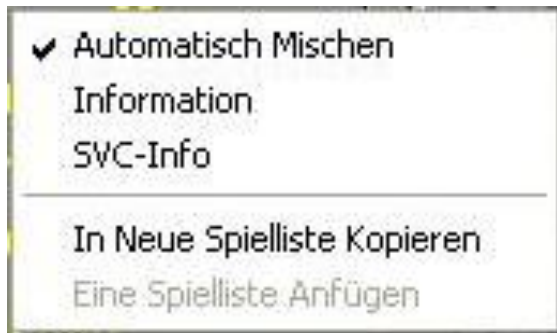 Automatisch Mischen
Information
SVC-Info
In Neue Spielliste Kopieren
Eine Spielliste Anfügen